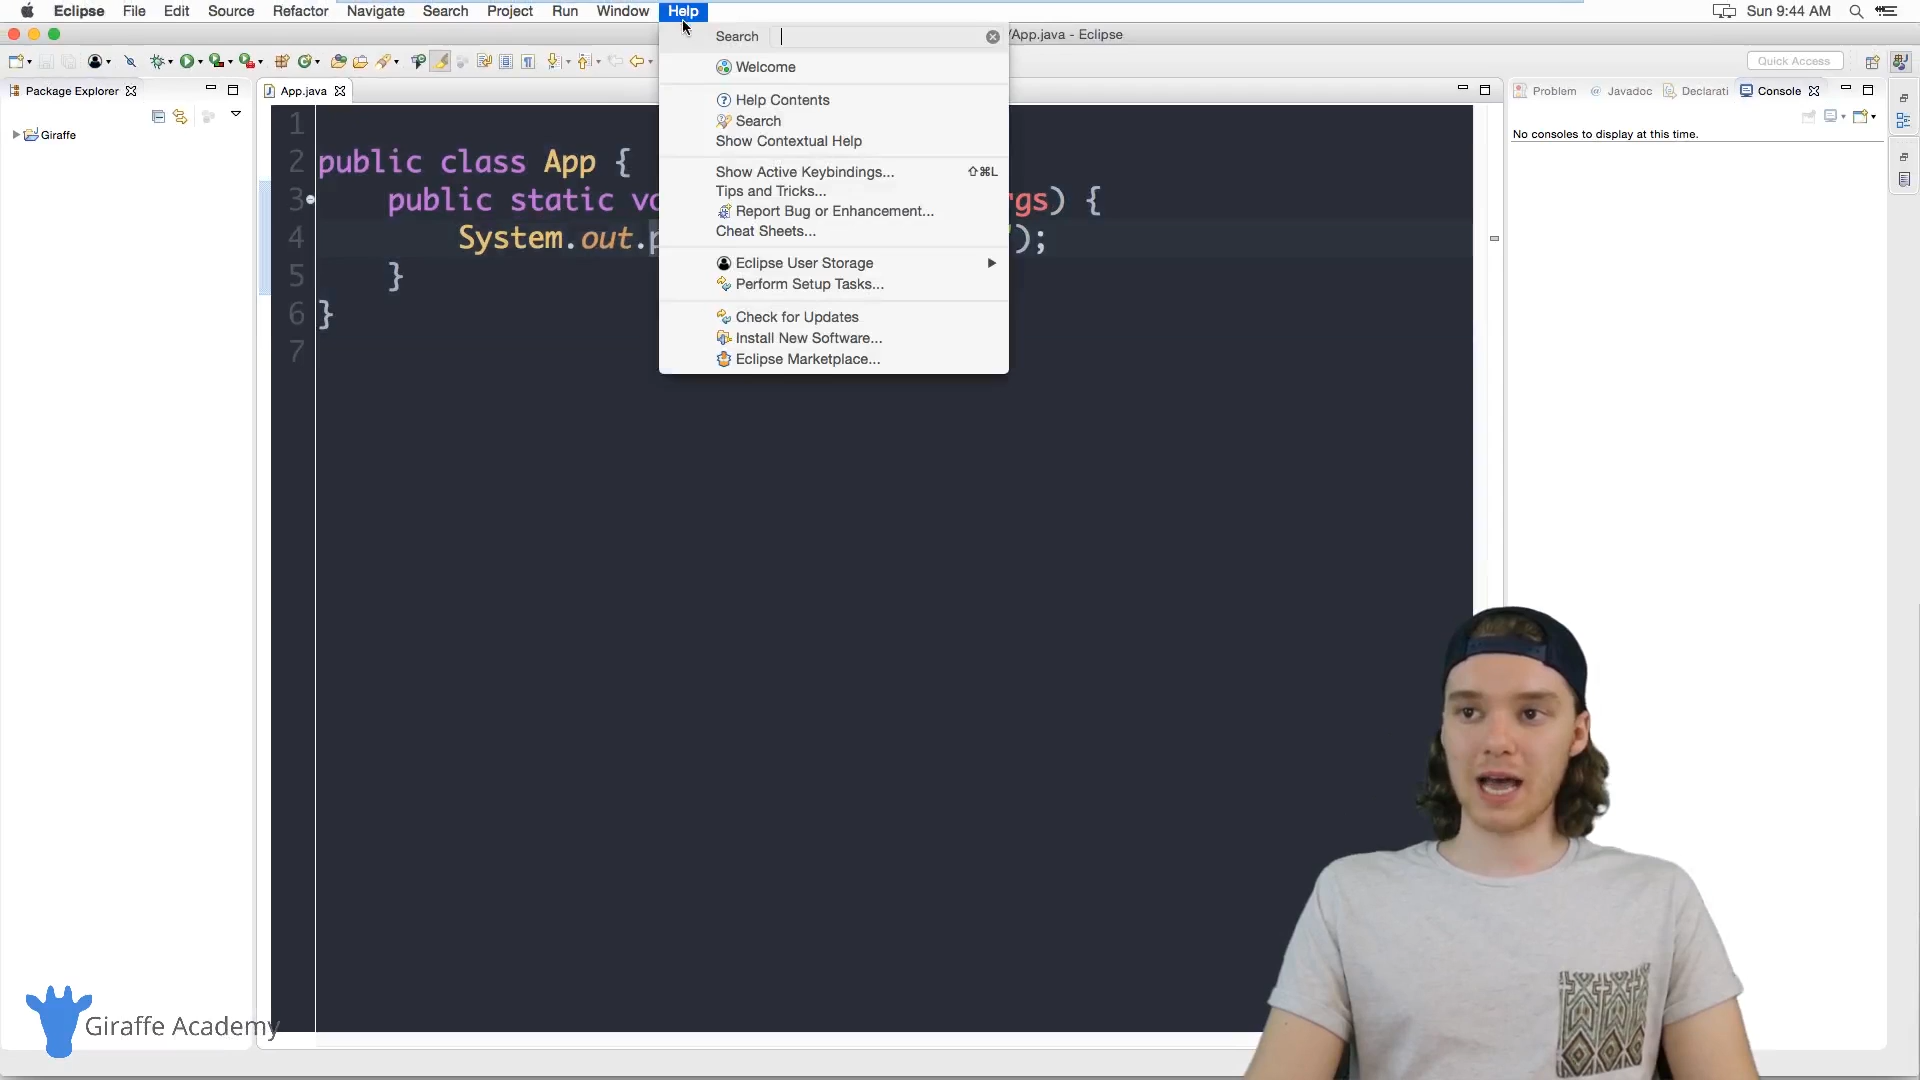 Eclipse File Edit Source Refactor Navigate Search Project Run Window Help Sun 9:44 AM
/App.java - Eclipse
Search
Quick Access
Package Explorer
App.java
Problem
Javadoc
Declarati
Console
No consoles to display at this time.
Giraffe
Welcome
Help Contents
Search
Show Contextual Help
Show Active Keybindings... ⇧⌘L
Tips and Tricks...
Report Bug or Enhancement...
Cheat Sheets...
Eclipse User Storage
Perform Setup Tasks...
Check for Updates
Install New Software...
Eclipse Marketplace...
1
2 public class App {
3 public static vo gs) {
4 System.out.p ");
5 }
6 }
7
Giraffe Academy